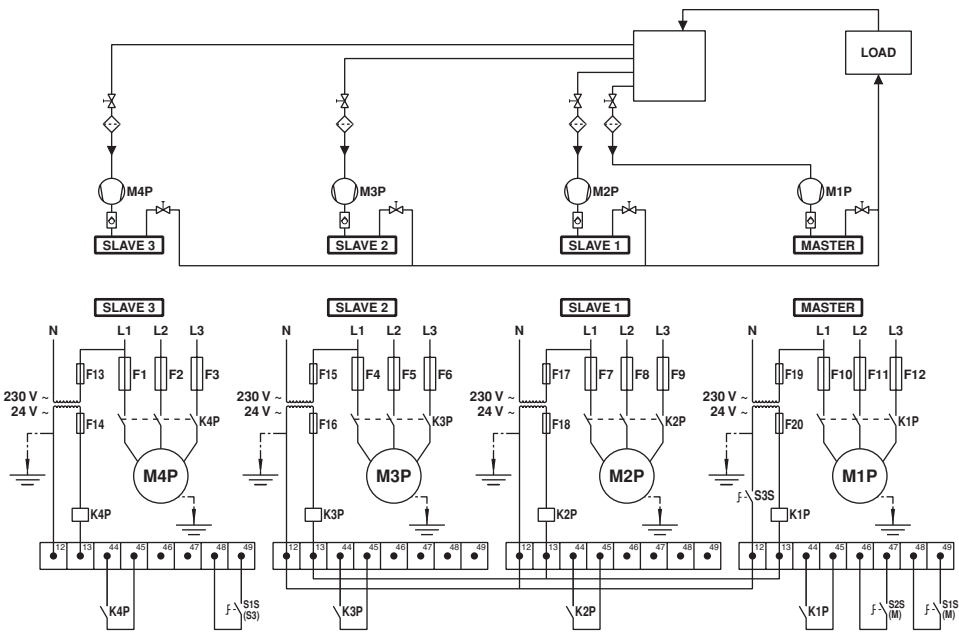 LOAD
M4P M3P M2P M1P
SLAVE 3 SLAVE 2 SLAVE 1 MASTER
SLAVE 3 SLAVE 2 SLAVE 1 MASTER
N L1 L2 L3 N L1 L2 L3 N L1 L2 L3 N L1 L2 L3
F13 F1 F2 F3 F15 F4 F5 F6 F17 F7 F8 F9 F19 F10 F11 F12
230 V ~ 230 V ~ 230 V ~ 230 V ~
24 V ~ 24 V ~ 24 V ~ 24 V ~
F14 K4P F16 K3P F18 K2P F20 K1P
M4P M3P M2P M1P
S3S
K4P K3P K2P K1P
12 13 44 45 46 47 48 49 12 13 44 45 46 47 48 49 12 13 44 45 46 47 48 49 12 13 44 45 46 47 48 49
K4P S1S K3P K2P K1P S2S S1S
(S3) (M) (M)